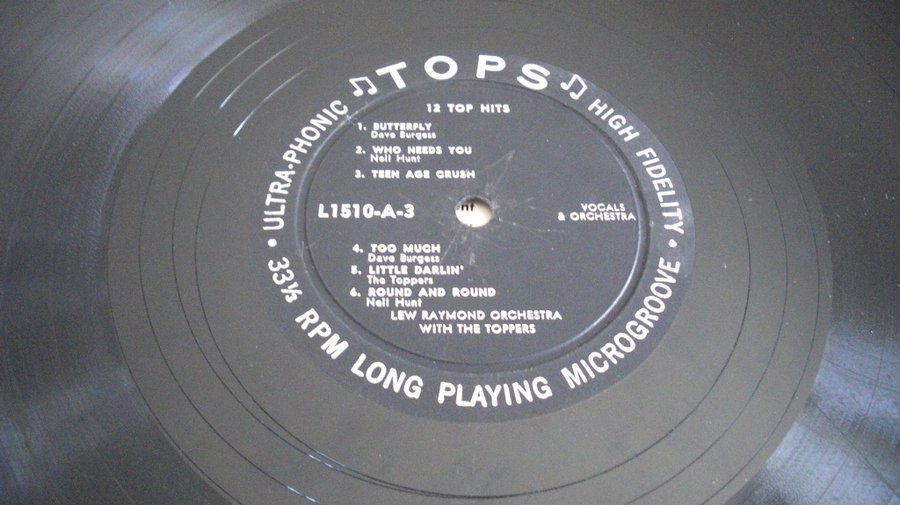 TOPS
ULTRA-PHONIC
HIGH FIDELITY
12 TOP HITS
1. BUTTERFLY
Dave Burgess
2. WHO NEEDS YOU
Neil Hunt
3. TEEN AGE CRUSH
L1510-A-3
VOCALS
& ORCHESTRA
4. TOO MUCH
Dave Burgess
5. LITTLE DARLIN'
The Toppers
6. ROUND AND ROUND
Neil Hunt
LEW RAYMOND ORCHESTRA
WITH THE TOPPERS
33⅓ RPM LONG PLAYING MICROGROOVE